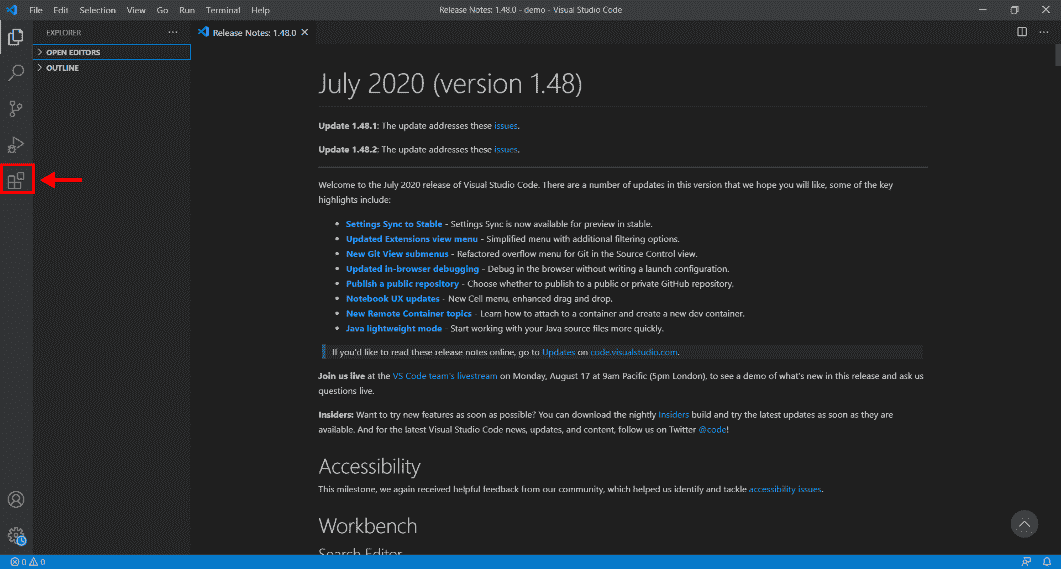 File Edit Selection View Go Run Terminal Help
Release Notes: 1.48.0 - demo - Visual Studio Code
EXPLORER
OPEN EDITORS
OUTLINE
Release Notes: 1.48.0
July 2020 (version 1.48)
Update 1.48.1: The update addresses these issues.
Update 1.48.2: The update addresses these issues.
Welcome to the July 2020 release of Visual Studio Code. There are a number of updates in this version that we hope you will like, some of the key
highlights include:
Settings Sync to Stable - Settings Sync is now available for preview in stable.
Updated Extensions view menu - Simplified menu with additional filtering options.
New Git View submenus - Refactored overflow menu for Git in the Source Control view.
Updated in-browser debugging - Debug in the browser without writing a launch configuration.
Publish a public repository - Choose whether to publish to a public or private GitHub repository.
Notebook UX updates - New Cell menu, enhanced drag and drop.
New Remote Container topics - Learn how to attach to a container and create a new dev container.
Java lightweight mode - Start working with your Java source files more quickly.
If you'd like to read these release notes online, go to Updates on code.visualstudio.com.
Join us live at the VS Code team's livestream on Monday, August 17 at 9am Pacific (5pm London), to see a demo of what's new in this release and ask us
questions live.
Insiders: Want to try new features as soon as possible? You can download the nightly Insiders build and try the latest updates as soon as they are
available. And for the latest Visual Studio Code news, updates, and content, follow us on Twitter @code!
Accessibility
This milestone, we again received helpful feedback from our community, which helped us identify and tackle accessibility issues.
Workbench
Search Editor
0 0